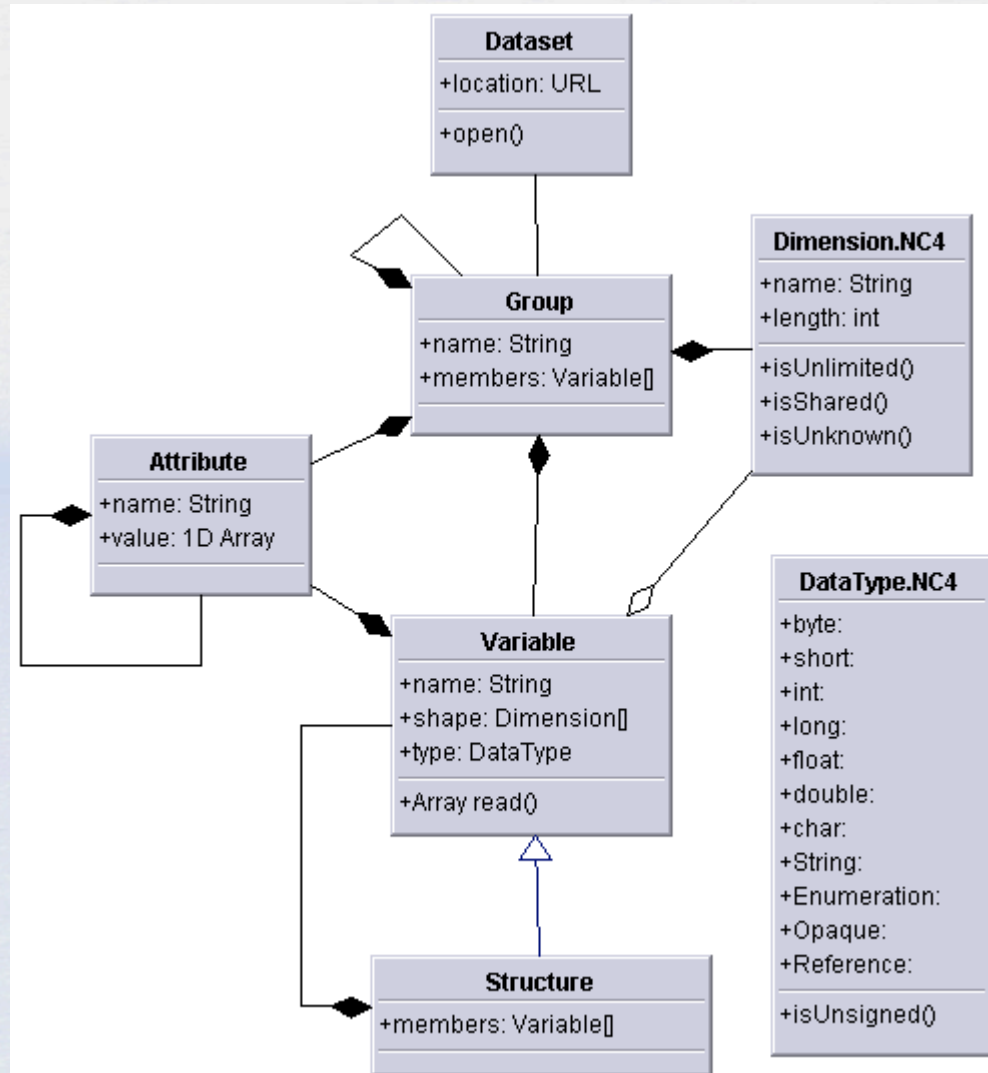 Dataset
+location: URL
+open()
Dimension.NC4
+name: String
+length: int
+isUnlimited()
+isShared()
+isUnknown()
Group
+name: String
+members: Variable[]
Attribute
+name: String
+value: 1D Array
Variable
+name: String
+shape: Dimension[]
+type: DataType
+Array read()
DataType.NC4
+byte:
+short:
+int:
+long:
+float:
+double:
+char:
+String:
+Enumeration:
+Opaque:
+Reference:
+isUnsigned()
Structure
+members: Variable[]